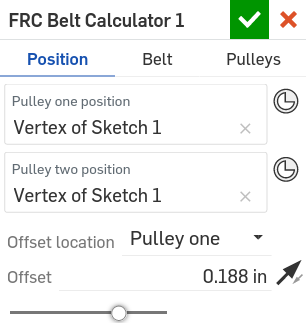 FRC Belt Calculator 1
Position Belt Pulleys
Pulley one position
Vertex of Sketch 1
Pulley two position
Vertex of Sketch 1
Offset location Pulley one
Offset 0.188 in